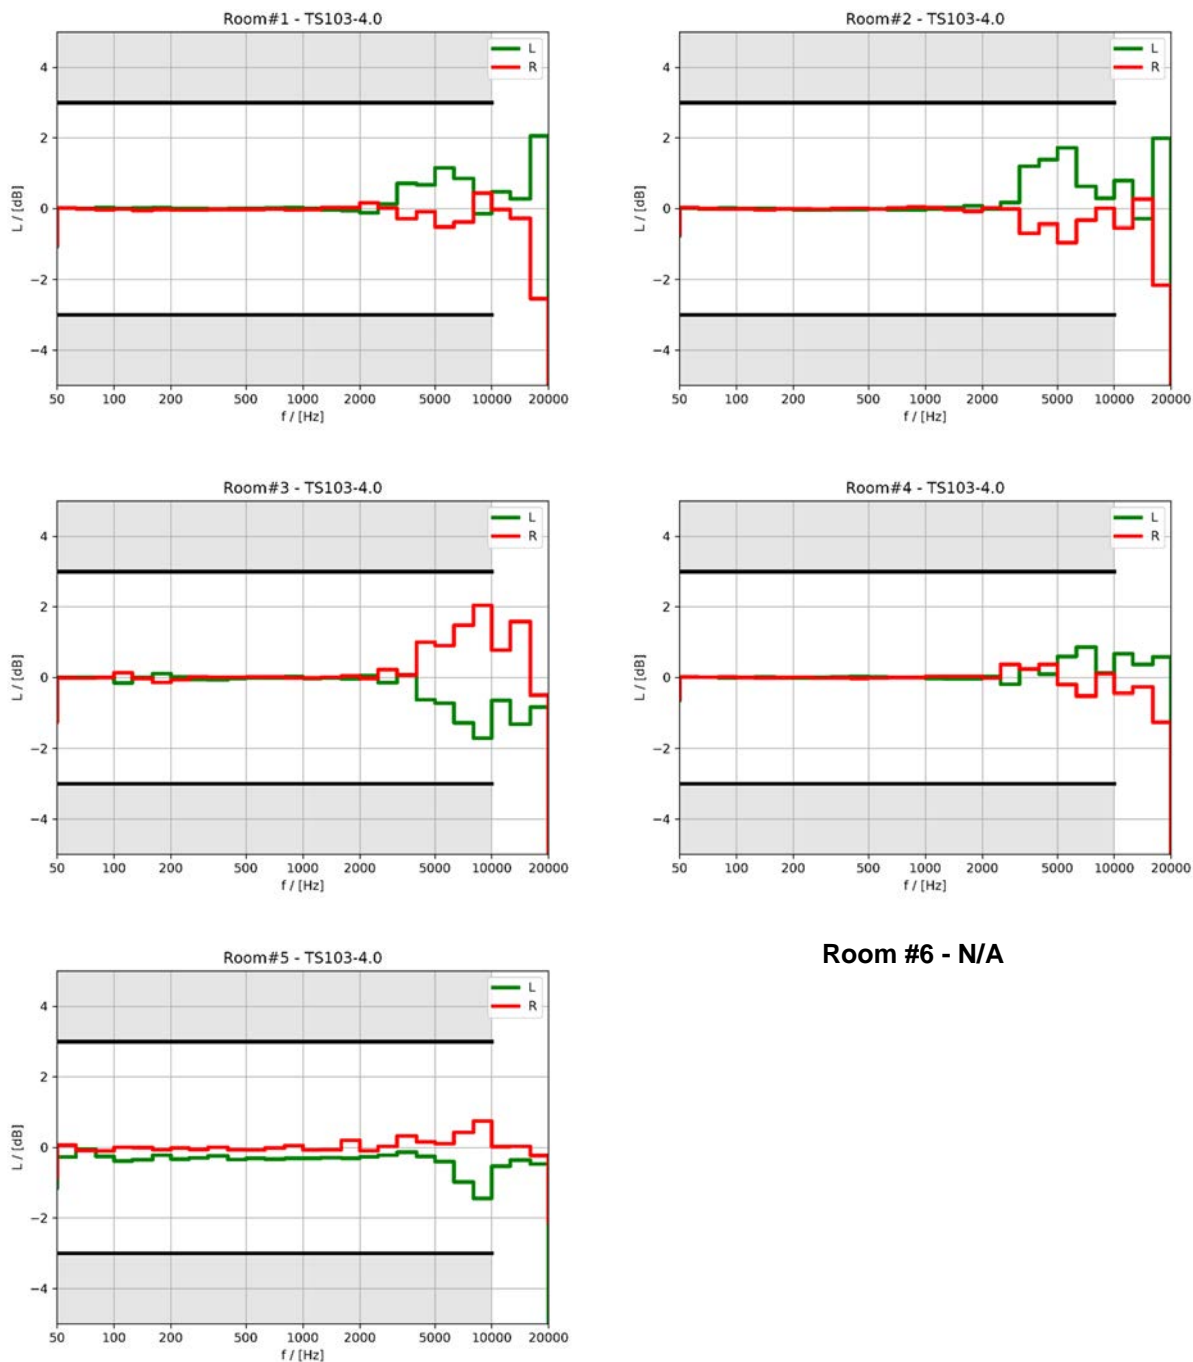 Room#1 - TS103-4.0
L
R
4
2
0
−2
−4
L / [dB]
50 100 200 500 1000 2000 5000 10000 20000
f / [Hz]
Room#2 - TS103-4.0
L
R
4
2
0
−2
−4
L / [dB]
50 100 200 500 1000 2000 5000 10000 20000
f / [Hz]
Room#3 - TS103-4.0
L
R
4
2
0
−2
−4
L / [dB]
50 100 200 500 1000 2000 5000 10000 20000
f / [Hz]
Room#4 - TS103-4.0
L
R
4
2
0
−2
−4
L / [dB]
50 100 200 500 1000 2000 5000 10000 20000
f / [Hz]
Room#5 - TS103-4.0
L
R
4
2
0
−2
−4
L / [dB]
50 100 200 500 1000 2000 5000 10000 20000
f / [Hz]
Room #6 - N/A